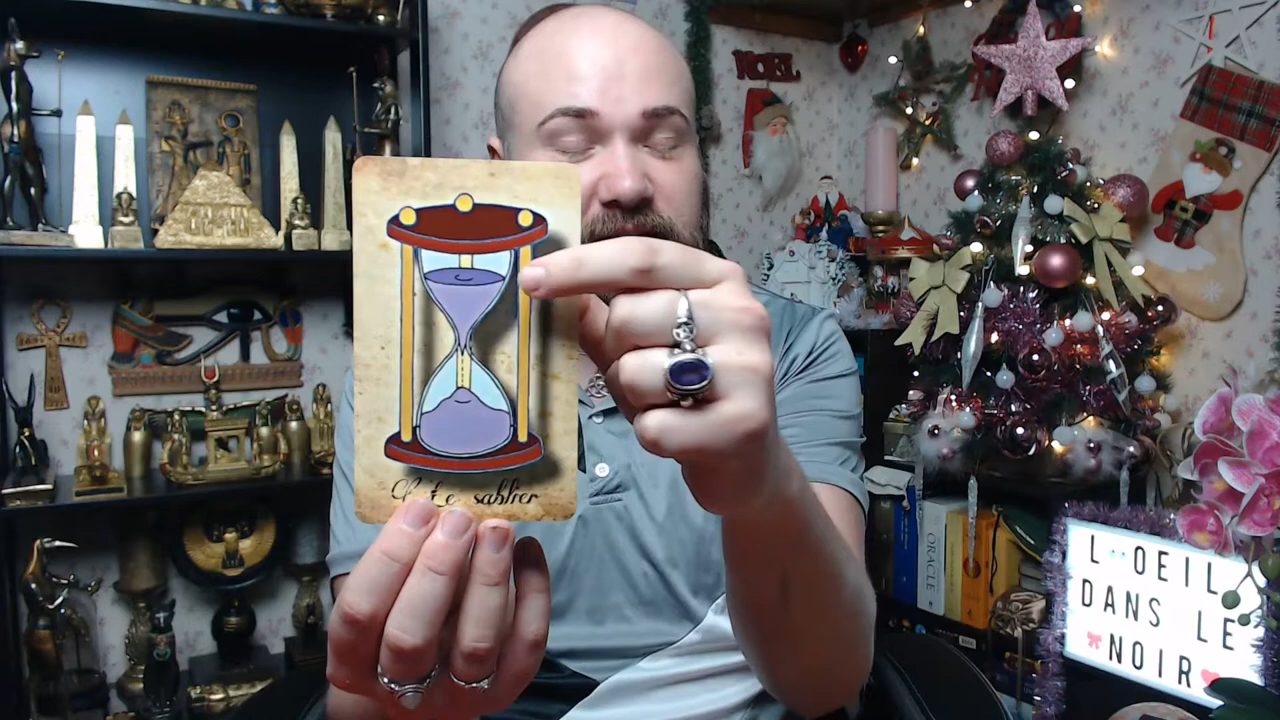 NOEL
Le sablier
ORACLE
L OEIL
DANS LE
NOIR